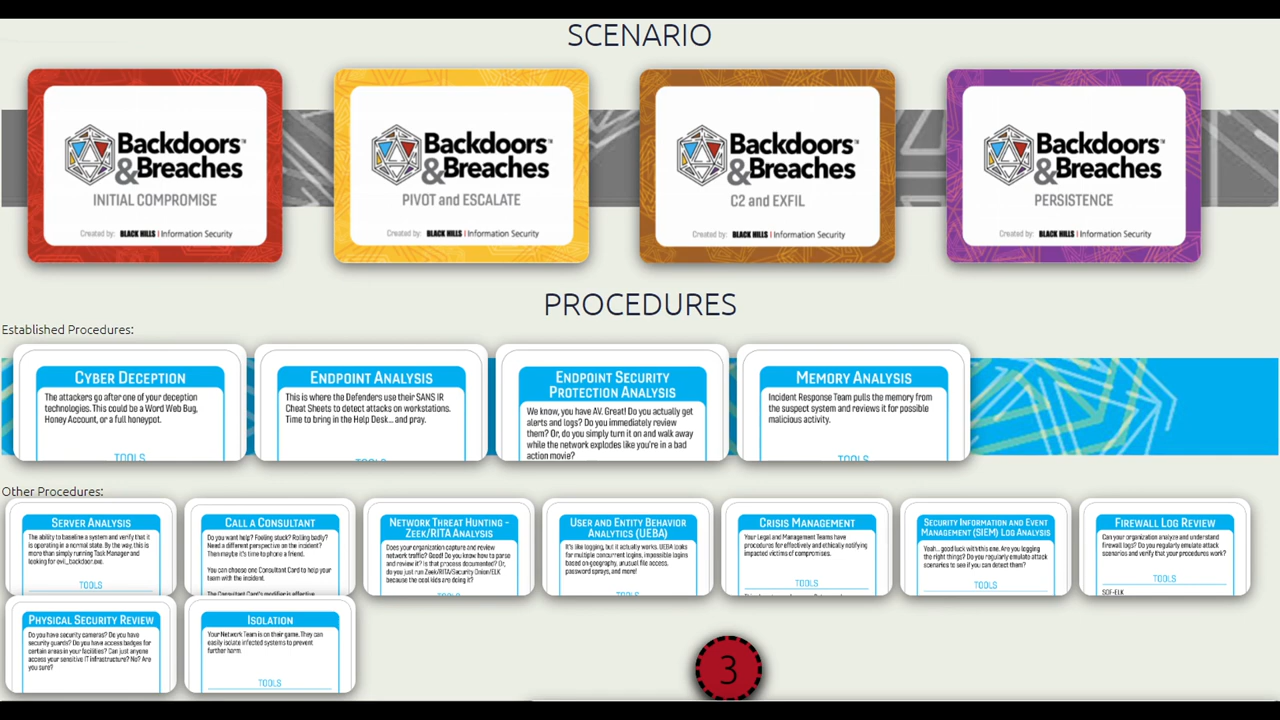 SCENARIO
Backdoors™
&Breaches
INITIAL COMPROMISE
Created by: BLACK HILLS | Information Security
Backdoors™
&Breaches
PIVOT and ESCALATE
Created by: BLACK HILLS | Information Security
Backdoors™
&Breaches
C2 and EXFIL
Created by: BLACK HILLS | Information Security
Backdoors™
&Breaches
PERSISTENCE
Created by: BLACK HILLS | Information Security
PROCEDURES
Established Procedures:
CYBER DECEPTION
The attackers go after one of your deception
technologies. This could be a Word Web Bug,
Honey Account, or a full honeypot.
TOOLS
ENDPOINT ANALYSIS
This is where the Defenders use their SANS IR
Cheat Sheets to detect attacks on workstations.
Time to bring in the Help Desk... and pray.
TOOLS
ENDPOINT SECURITY
PROTECTION ANALYSIS
We know, you have AV. Great! Do you actually get
alerts and logs? Do you immediately review
them? Or, do you simply turn it on and walk away
while the network explodes like you're in a bad
action movie?
MEMORY ANALYSIS
Incident Response Team pulls the memory from
the suspect system and reviews it for possible
malicious activity.
TOOLS
Other Procedures:
SERVER ANALYSIS
The ability to baseline a system and verify that it
is operating in a normal state. By the way, this is
more than simply running Task Manager and
looking for evil_backdoor.exe.
TOOLS
CALL A CONSULTANT
Do you want help? Feeling stuck? Rolling badly?
Need a different perspective on the incident?
Then maybe it's time to phone a friend.
You can choose one Consultant Card to help your
team with the incident.
The Consultant Card's modifier is effective
NETWORK THREAT HUNTING -
ZEEK/RITA ANALYSIS
Does your organization capture and review
network traffic? Good! Do you know how to parse
and review it? Is that process documented? Or,
do you just run Zeek/RITA/Security Onion/ELK
because the cool kids are doing it?
TOOLS
USER AND ENTITY BEHAVIOR
ANALYTICS (UEBA)
It's like logging, but it actually works. UEBA looks
for multiple concurrent logins, impossible logins
based on geography, unusual file access,
password sprays, and more!
TOOLS
CRISIS MANAGEMENT
Your Legal and Management Teams have
procedures for effectively and ethically notifying
impacted victims of compromises.
TOOLS
SECURITY INFORMATION AND EVENT
MANAGEMENT (SIEM) LOG ANALYSIS
Yeah... good luck with this one. Are you logging
the right things? Do you regularly emulate attack
scenarios to see if you can detect them?
TOOLS
FIREWALL LOG REVIEW
Can your organization analyze and understand
firewall logs? Do you regularly emulate attack
scenarios and verify that your procedures work?
TOOLS
SOF-ELK
PHYSICAL SECURITY REVIEW
Do you have security cameras? Do you have
security guards? Do you have access badges for
certain areas in your facilities? Can just anyone
access your sensitive IT infrastructure? No? Are
you sure?
ISOLATION
Your Network Team is on their game. They can
easily isolate infected systems to prevent
further harm.
TOOLS
3